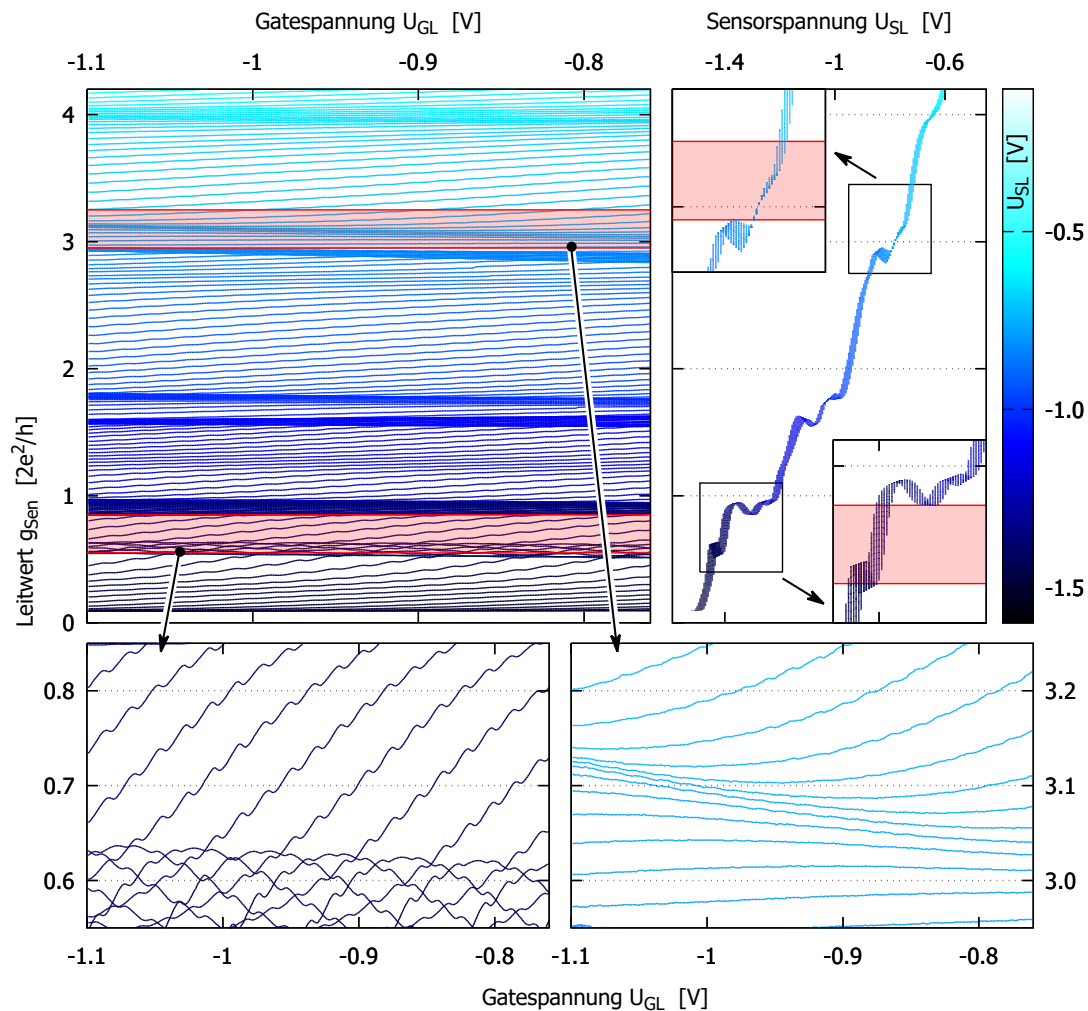 Gatespannung U_GL [V]
Sensorspannung U_SL [V]
-1.1 -1 -0.9 -0.8
-1.4 -1 -0.6
Leitwert g_Sen [2e²/h]
4
3
2
1
0
U_SL [V]
-0.5
-1.0
-1.5
0.8
0.7
0.6
3.2
3.1
3.0
-1.1 -1 -0.9 -0.8
-1.1 -1 -0.9 -0.8
Gatespannung U_GL [V]